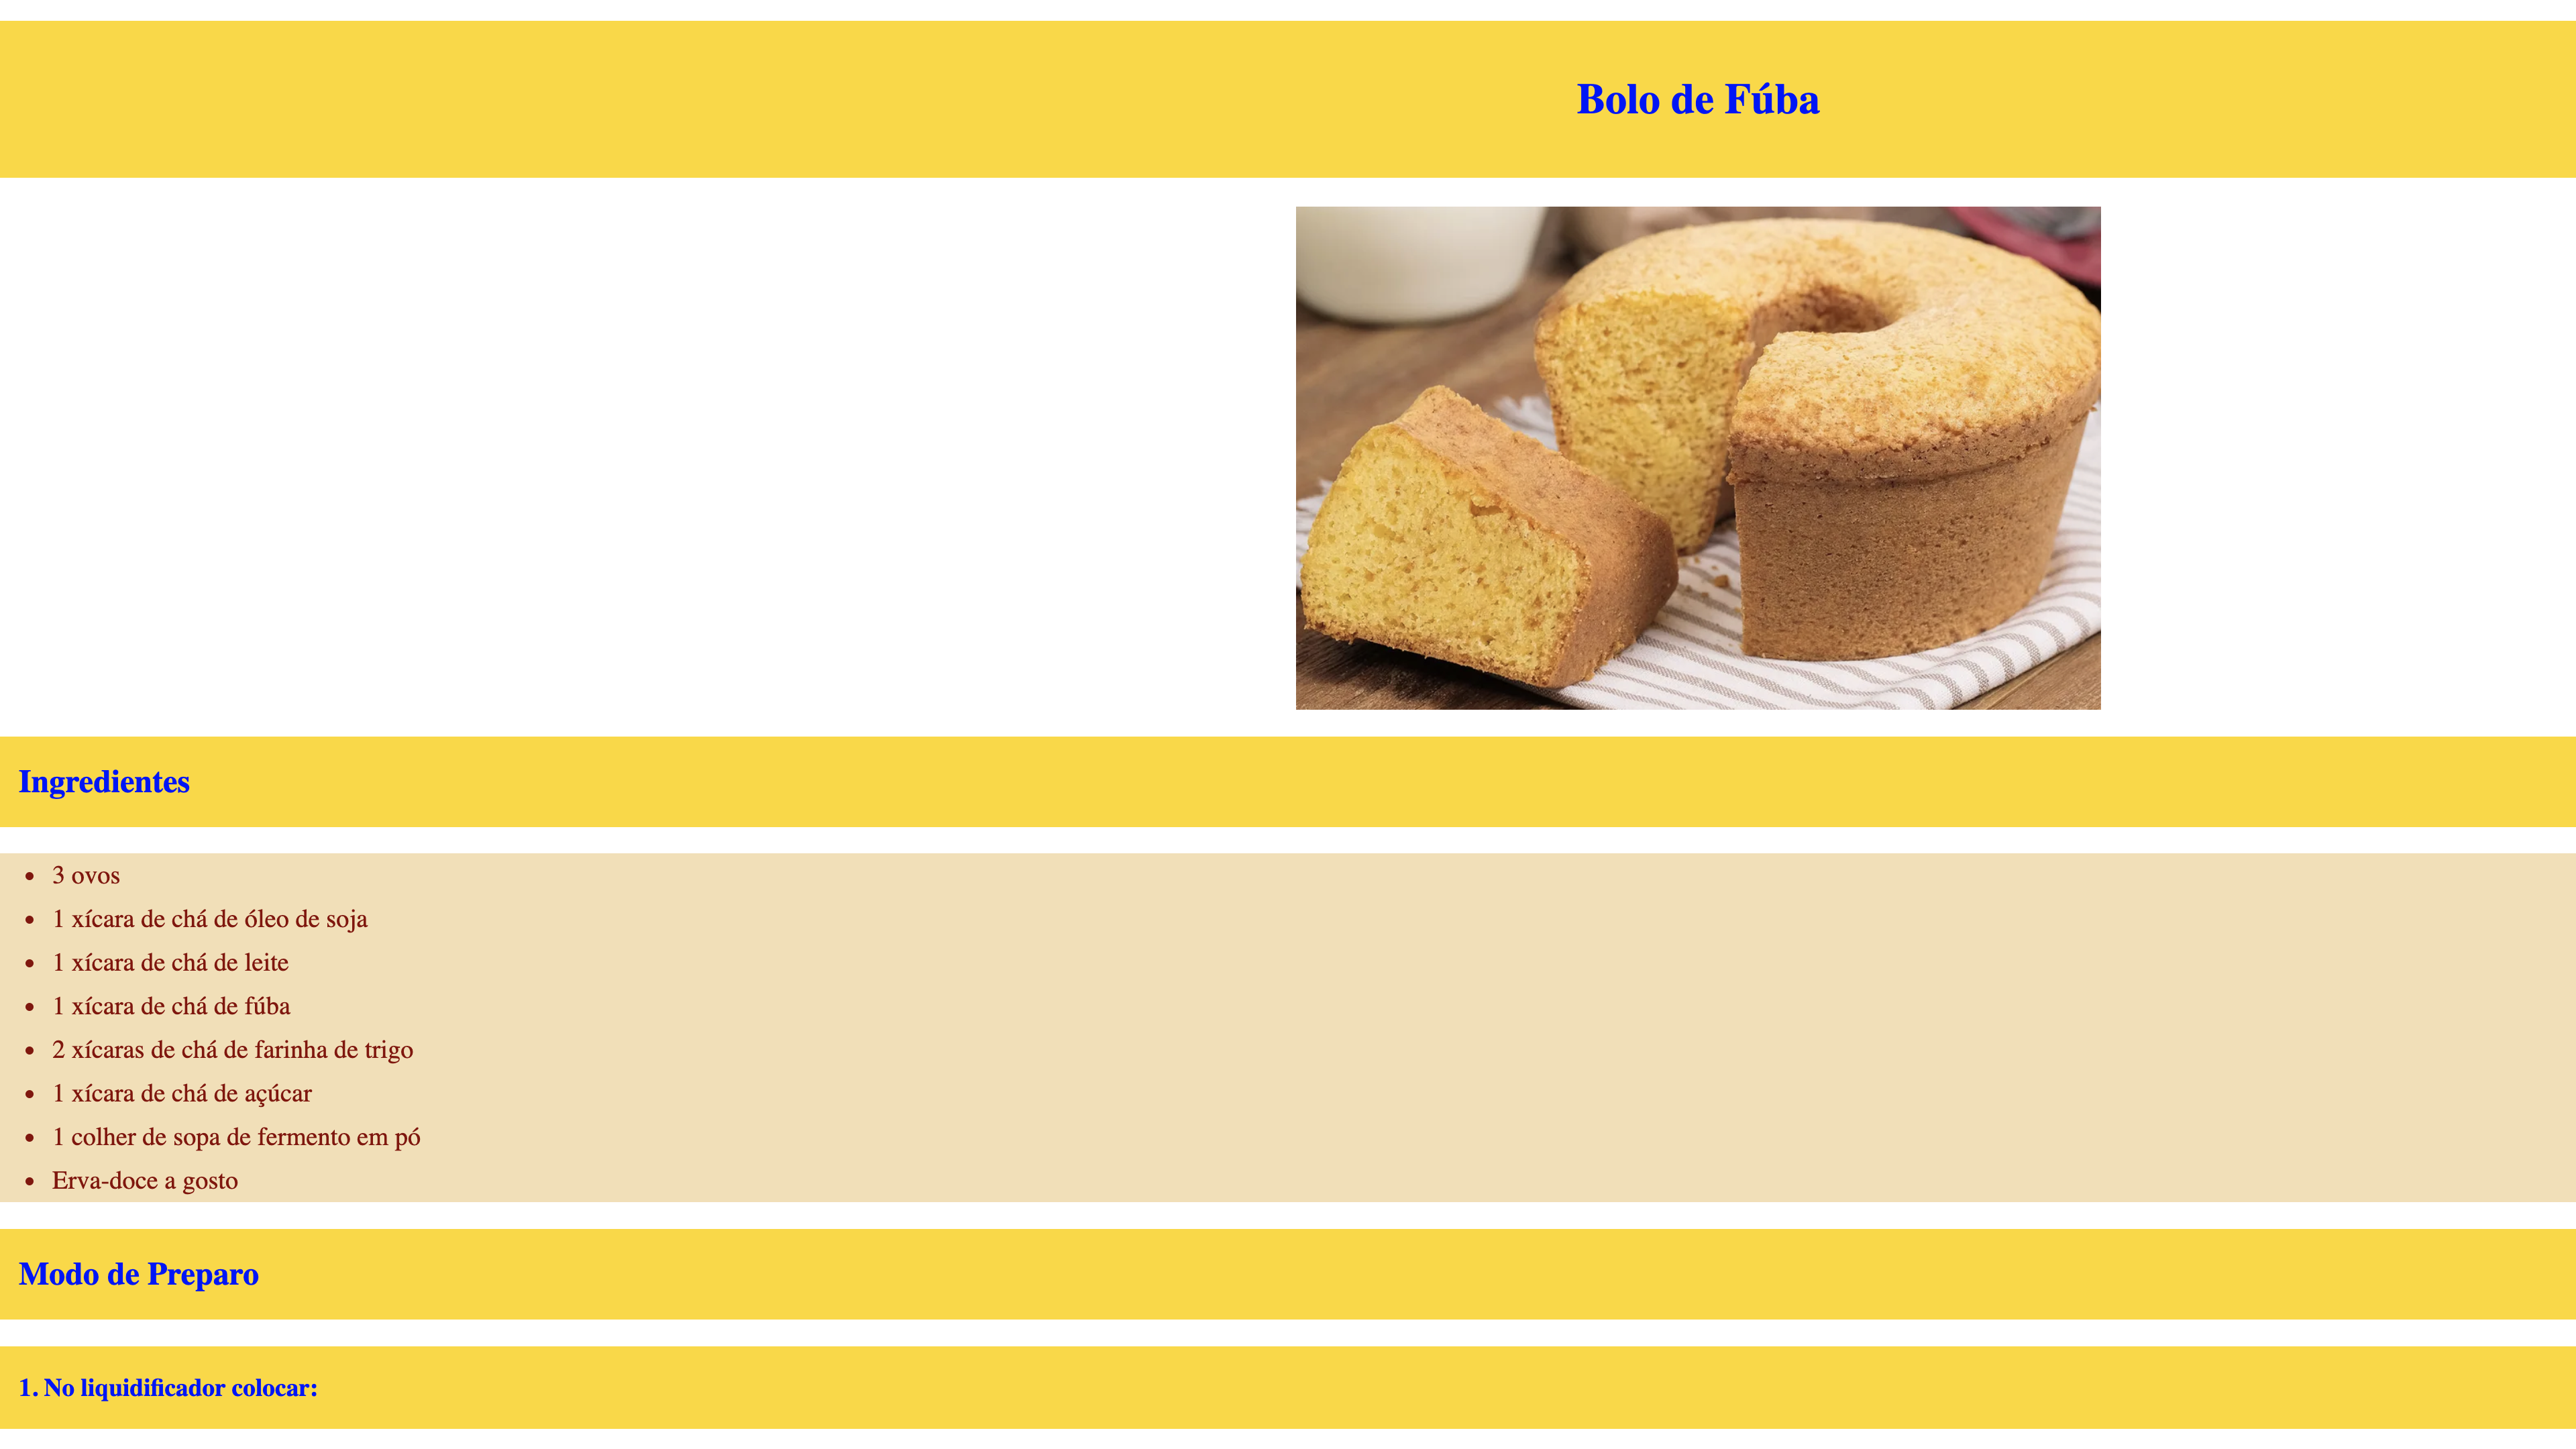 Bolo de Fúba
Ingredientes
3 ovos
1 xícara de chá de óleo de soja
1 xícara de chá de leite
1 xícara de chá de fúba
2 xícaras de chá de farinha de trigo
1 xícara de chá de açúcar
1 colher de sopa de fermento em pó
Erva-doce a gosto
Modo de Preparo
1. No liquidificador colocar: